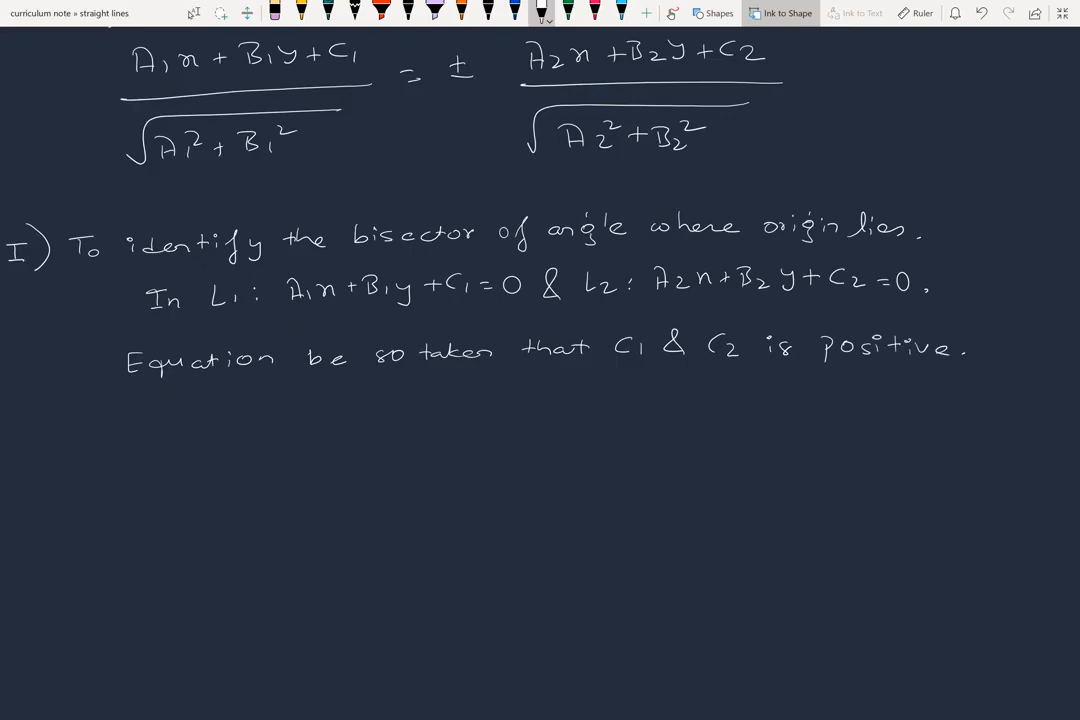 curriculum note » straight lines
Shapes
Ink to Shape
Ink to Text
Ruler
A₁x + B₁y + C₁ / √A₁² + B₁² = ± A₂x + B₂y + C₂ / √A₂² + B₂²
I) To identify the bisector of angle where origin lies.
In L₁ : A₁x + B₁y + C₁ = 0 & L₂ : A₂x + B₂y + C₂ = 0,
Equation be so taken that C₁ & C₂ is positive.